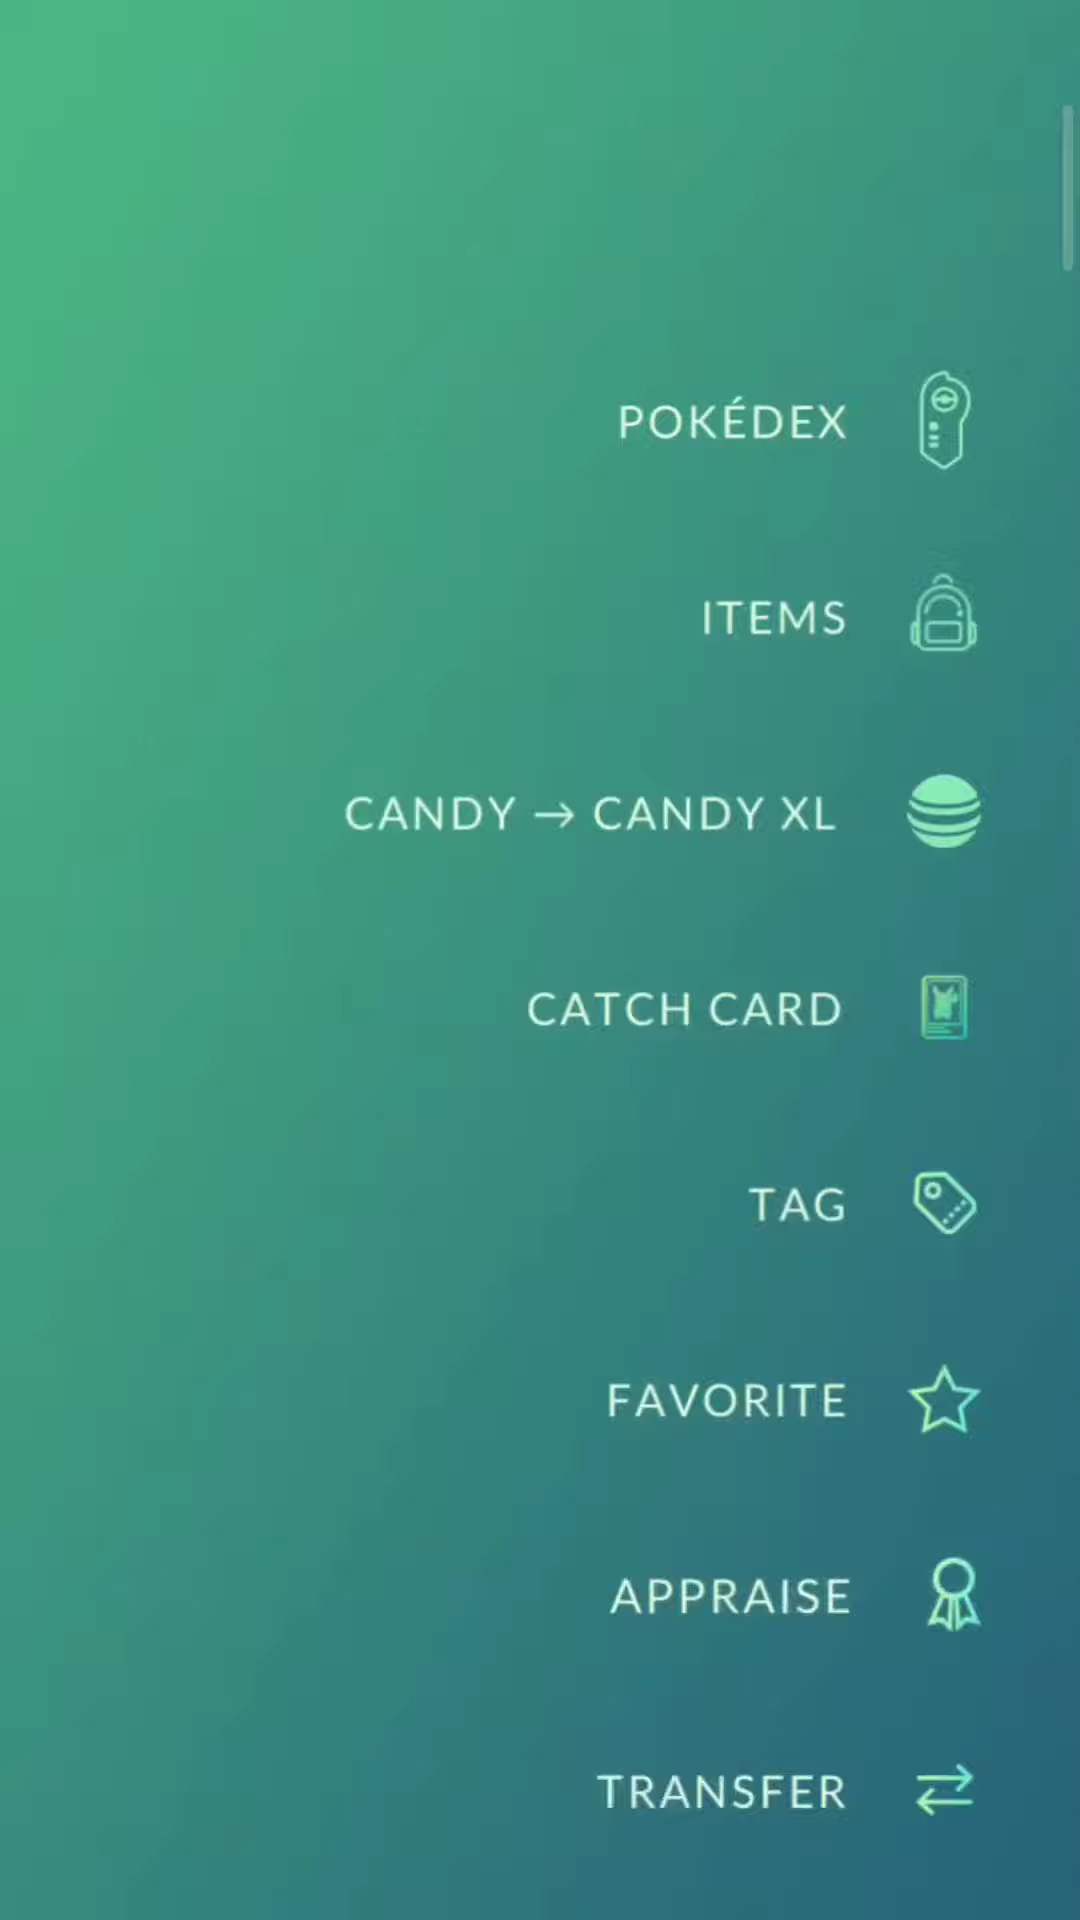 POKÉDEX
ITEMS
CANDY → CANDY XL
CATCH CARD
TAG
FAVORITE
APPRAISE
TRANSFER